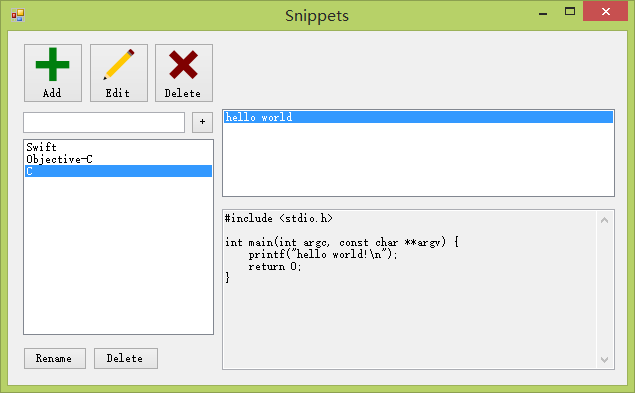 Snippets
Add
Edit
Delete
+
Swift
Objective-C
C
Rename
Delete
hello world
#include <stdio.h>
int main(int argc, const char **argv) {
    printf("hello world!\n");
    return 0;
}